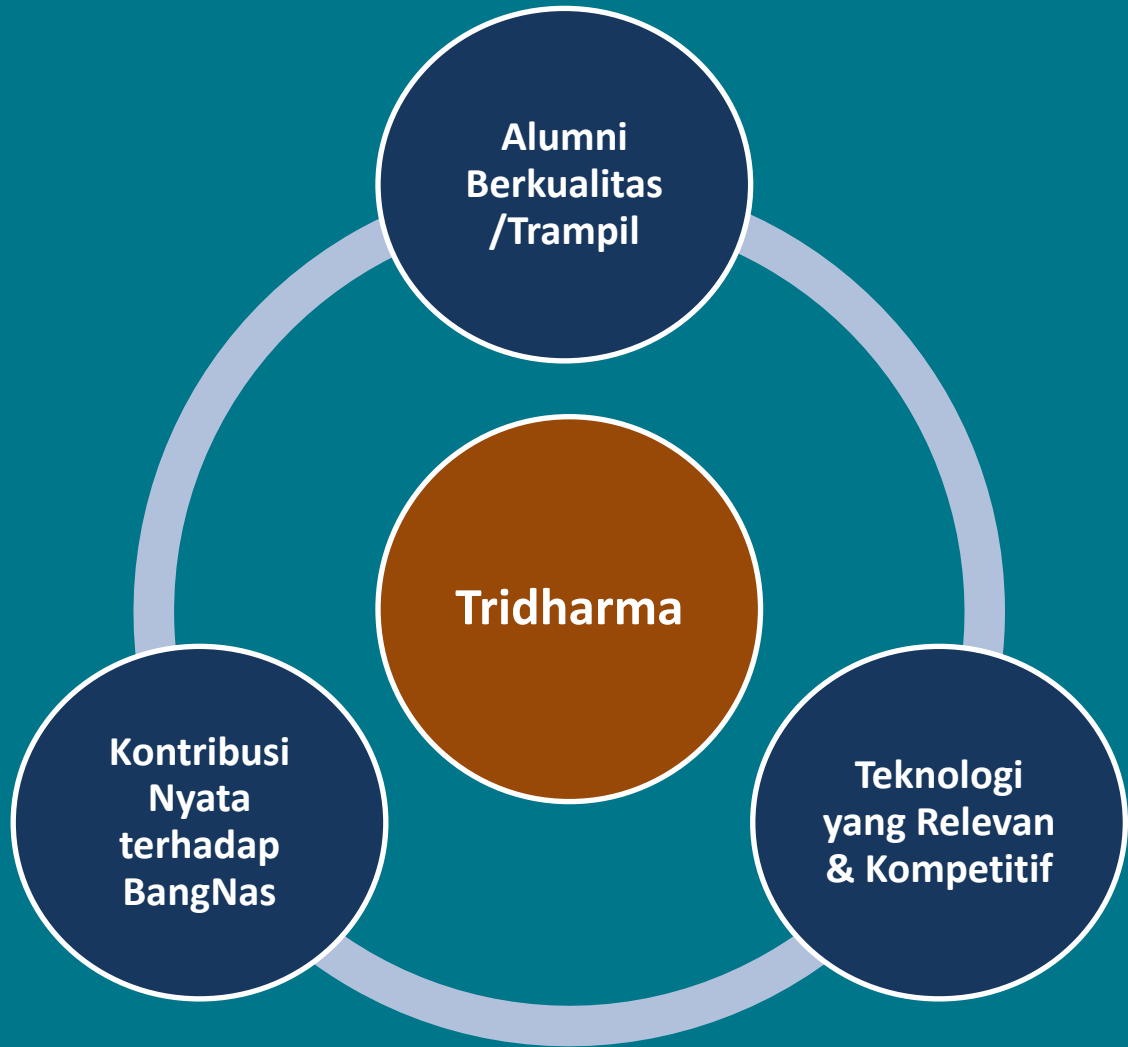 Alumni
Berkualitas
/Trampil
Tridharma
Kontribusi
Nyata
terhadap
BangNas
Teknologi
yang Relevan
& Kompetitif